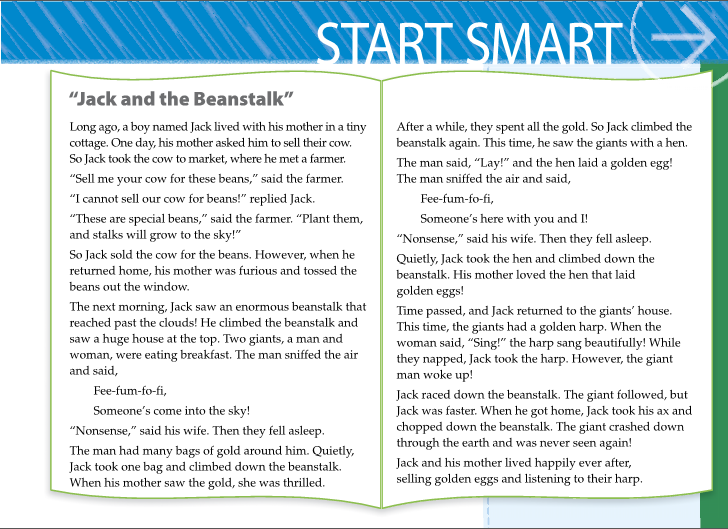 START SMART
“Jack and the Beanstalk”
Long ago, a boy named Jack lived with his mother in a tiny
cottage. One day, his mother asked him to sell their cow.
So Jack took the cow to market, where he met a farmer.
“Sell me your cow for these beans,” said the farmer.
“I cannot sell our cow for beans!” replied Jack.
“These are special beans,” said the farmer. “Plant them,
and stalks will grow to the sky!”
So Jack sold the cow for the beans. However, when he
returned home, his mother was furious and tossed the
beans out the window.
The next morning, Jack saw an enormous beanstalk that
reached past the clouds! He climbed the beanstalk and
saw a huge house at the top. Two giants, a man and
woman, were eating breakfast. The man sniffed the air
and said,
Fee-fum-fo-fi,
Someone’s come into the sky!
“Nonsense,” said his wife. Then they fell asleep.
The man had many bags of gold around him. Quietly,
Jack took one bag and climbed down the beanstalk.
When his mother saw the gold, she was thrilled.
After a while, they spent all the gold. So Jack climbed the
beanstalk again. This time, he saw the giants with a hen.
The man said, “Lay!” and the hen laid a golden egg!
The man sniffed the air and said,
Fee-fum-fo-fi,
Someone’s here with you and I!
“Nonsense,” said his wife. Then they fell asleep.
Quietly, Jack took the hen and climbed down the
beanstalk. His mother loved the hen that laid
golden eggs!
Time passed, and Jack returned to the giants’ house.
This time, the giants had a golden harp. When the
woman said, “Sing!” the harp sang beautifully! While
they napped, Jack took the harp. However, the giant
man woke up!
Jack raced down the beanstalk. The giant followed, but
Jack was faster. When he got home, Jack took his ax and
chopped down the beanstalk. The giant crashed down
through the earth and was never seen again!
Jack and his mother lived happily ever after,
selling golden eggs and listening to their harp.